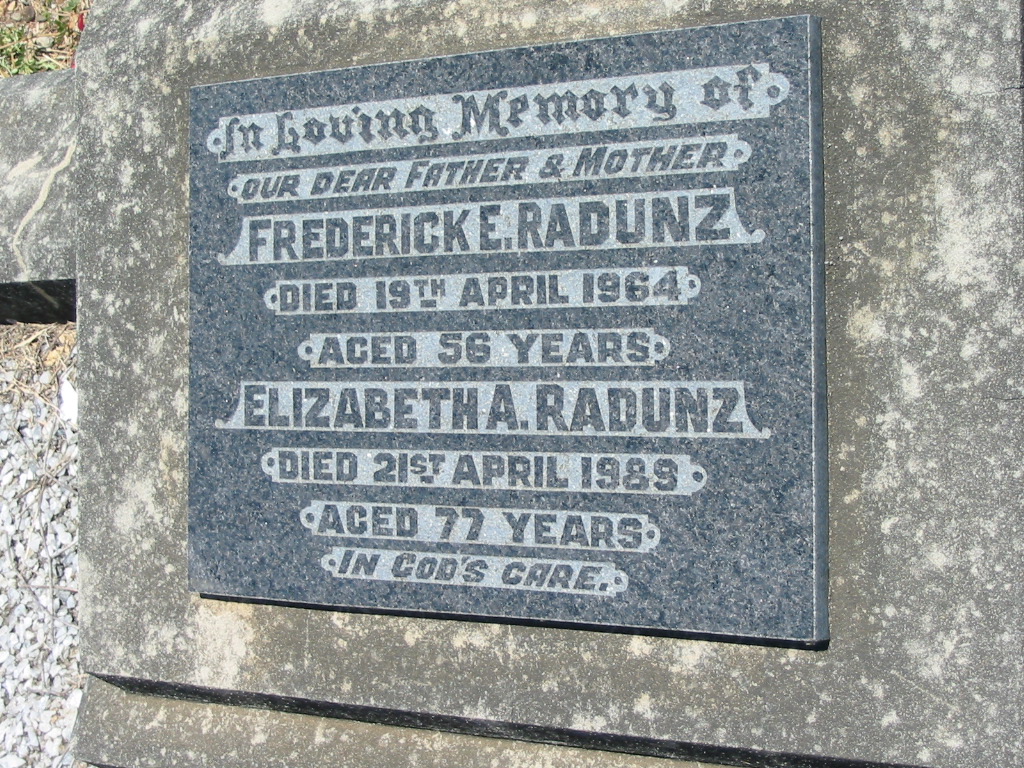 In Loving Memory of
OUR DEAR FATHER & MOTHER
FREDERICK E. RADUNZ
DIED 19TH APRIL 1964
AGED 56 YEARS
ELIZABETH A. RADUNZ
DIED 21ST APRIL 1989
AGED 77 YEARS
IN GOD'S CARE.